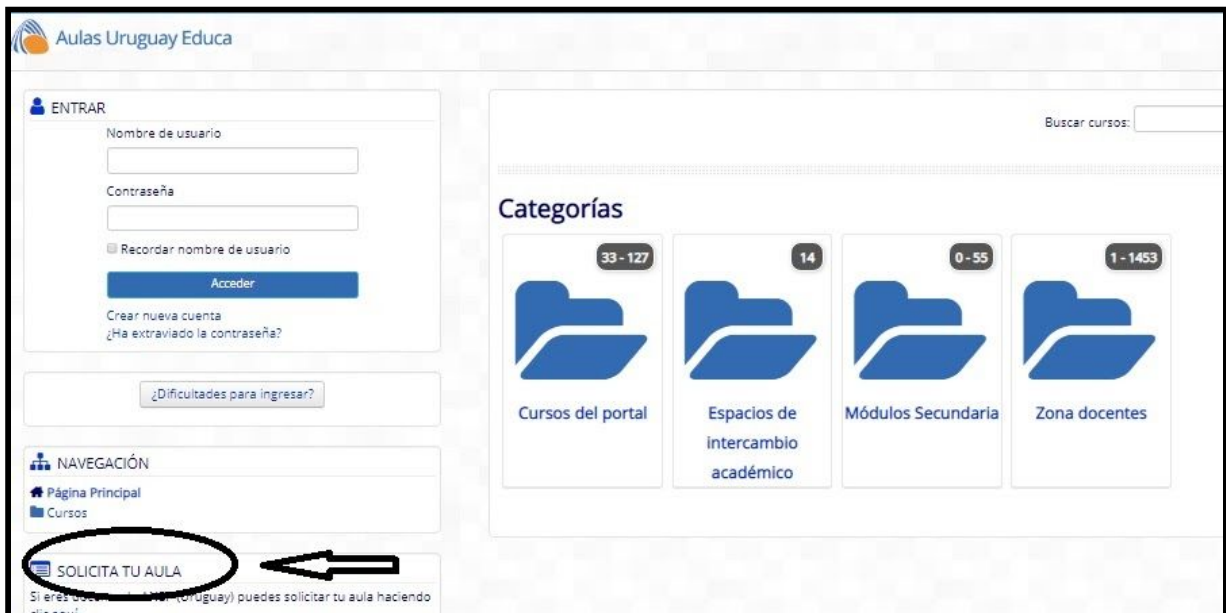 Aulas Uruguay Educa
ENTRAR
Nombre de usuario
Contraseña
Recordar nombre de usuario
Acceder
Crear nueva cuenta
¿Ha extraviado la contraseña?
¿Dificultades para ingresar?
NAVEGACIÓN
Página Principal
Cursos
SOLICITA TU AULA
Si eres (Uruguay) puedes solicitar tu aula haciendo
Buscar cursos:
Categorías
33 - 127
Cursos del portal
14
Espacios de
intercambio
académico
0 - 55
Módulos Secundaria
1 - 1453
Zona docentes